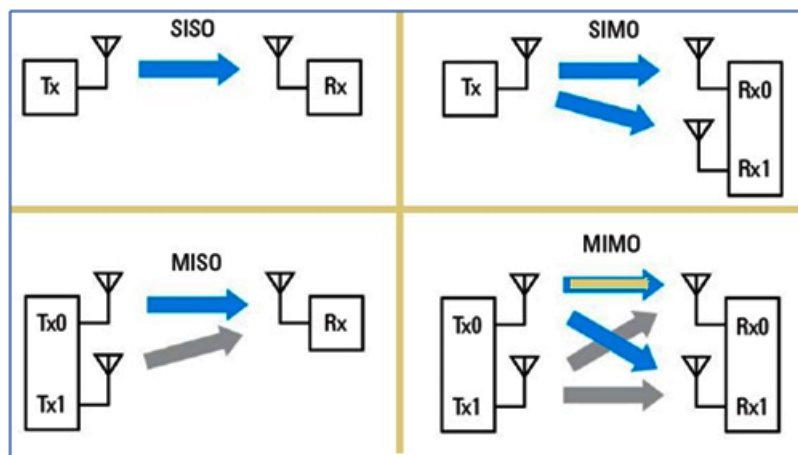 SISO
Tx
Rx
SIMO
Tx
Rx0
Rx1
MISO
Tx0
Tx1
Rx
MIMO
Tx0
Tx1
Rx0
Rx1